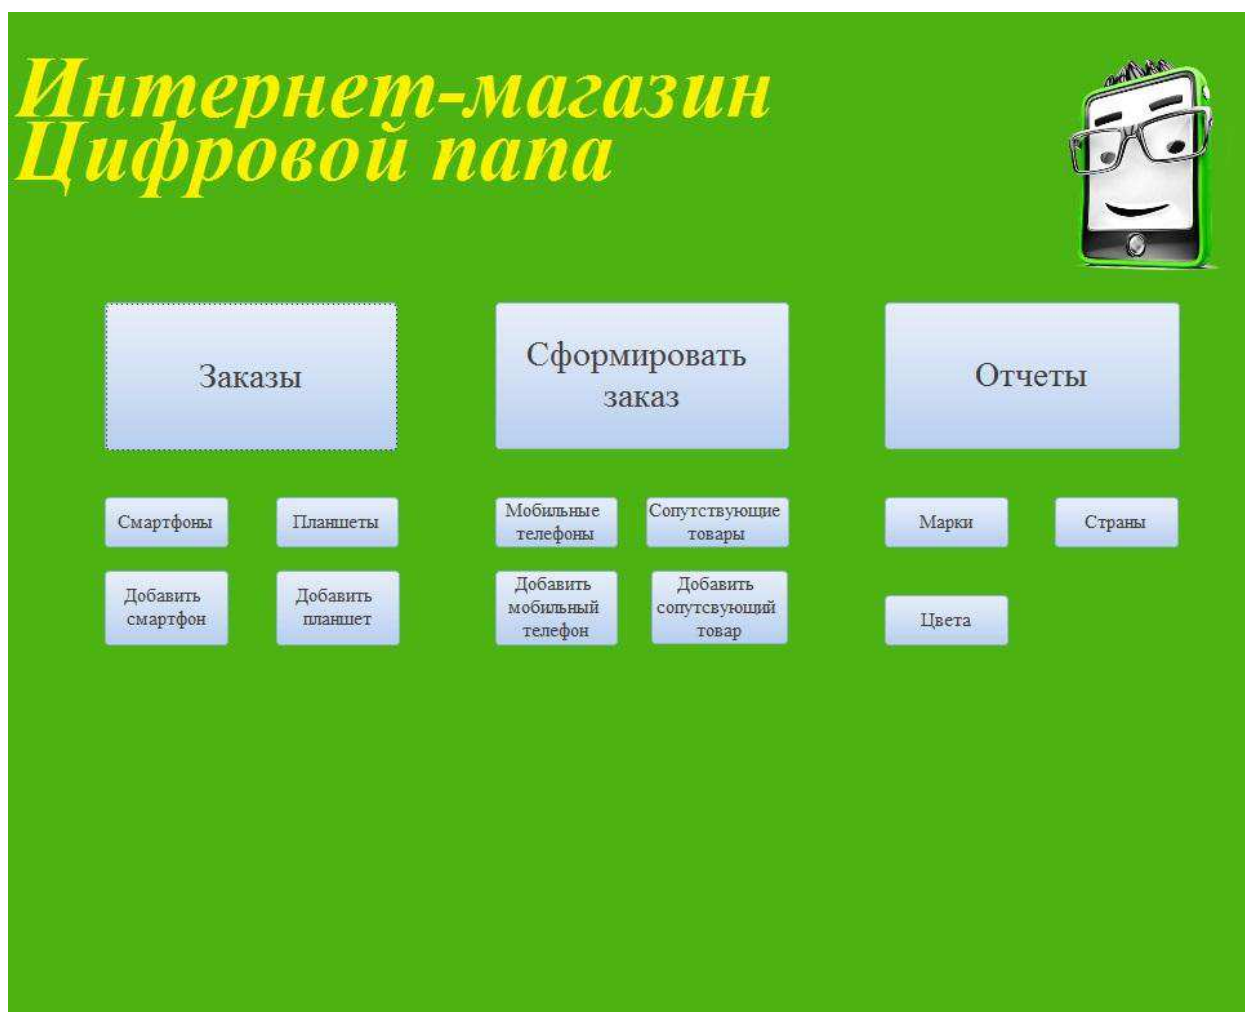 Интернет-магазин
Цифровой папа
Заказы
Сформировать
заказ
Отчеты
Смартфоны
Планшеты
Мобильные
телефоны
Сопутствующие
товары
Марки
Страны
Добавить
смартфон
Добавить
планшет
Добавить
мобильный
телефон
Добавить
сопутсвующий
товар
Цвета